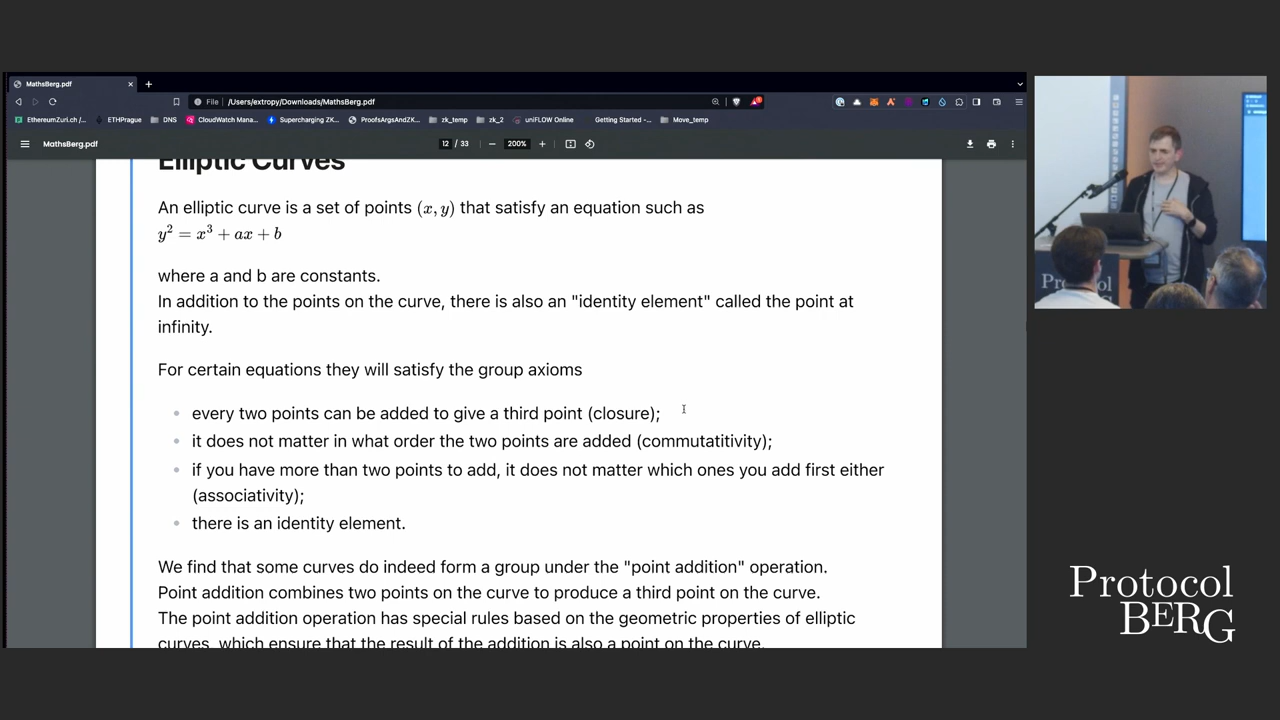 MathsBerg.pdf
File /Users/extropy/Downloads/MathsBerg.pdf
EthereumZuri.ch /... ETHPrague DNS CloudWatch Mana... Supercharging ZK... ProofsArgsAndZK... zk_temp zk_2 uniFLOW Online Getting Started -... Move_temp
MathsBerg.pdf 12 / 33 200%
Elliptic Curves
An elliptic curve is a set of points (x, y) that satisfy an equation such as
y² = x³ + ax + b
where a and b are constants.
In addition to the points on the curve, there is also an "identity element" called the point at
infinity.
For certain equations they will satisfy the group axioms
every two points can be added to give a third point (closure);
it does not matter in what order the two points are added (commutatitivity);
if you have more than two points to add, it does not matter which ones you add first either
(associativity);
there is an identity element.
We find that some curves do indeed form a group under the "point addition" operation.
Point addition combines two points on the curve to produce a third point on the curve.
The point addition operation has special rules based on the geometric properties of elliptic
curves, which ensure that the result of the addition is also a point on the curve.
Protocol
BERG
Protocol
BERG